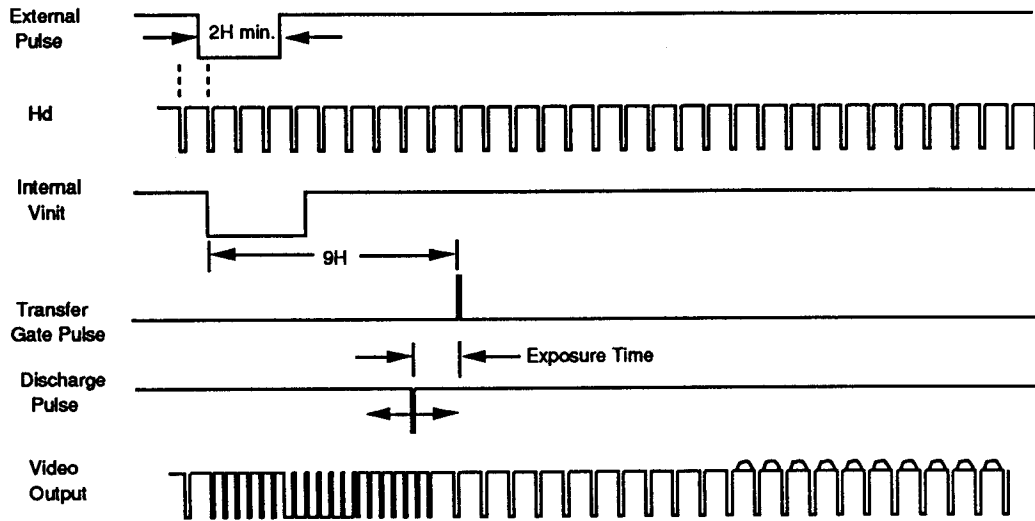 External
Pulse
2H min.
Hd
Internal
Vinit
9H
Transfer
Gate Pulse
Exposure Time
Discharge
Pulse
Video
Output